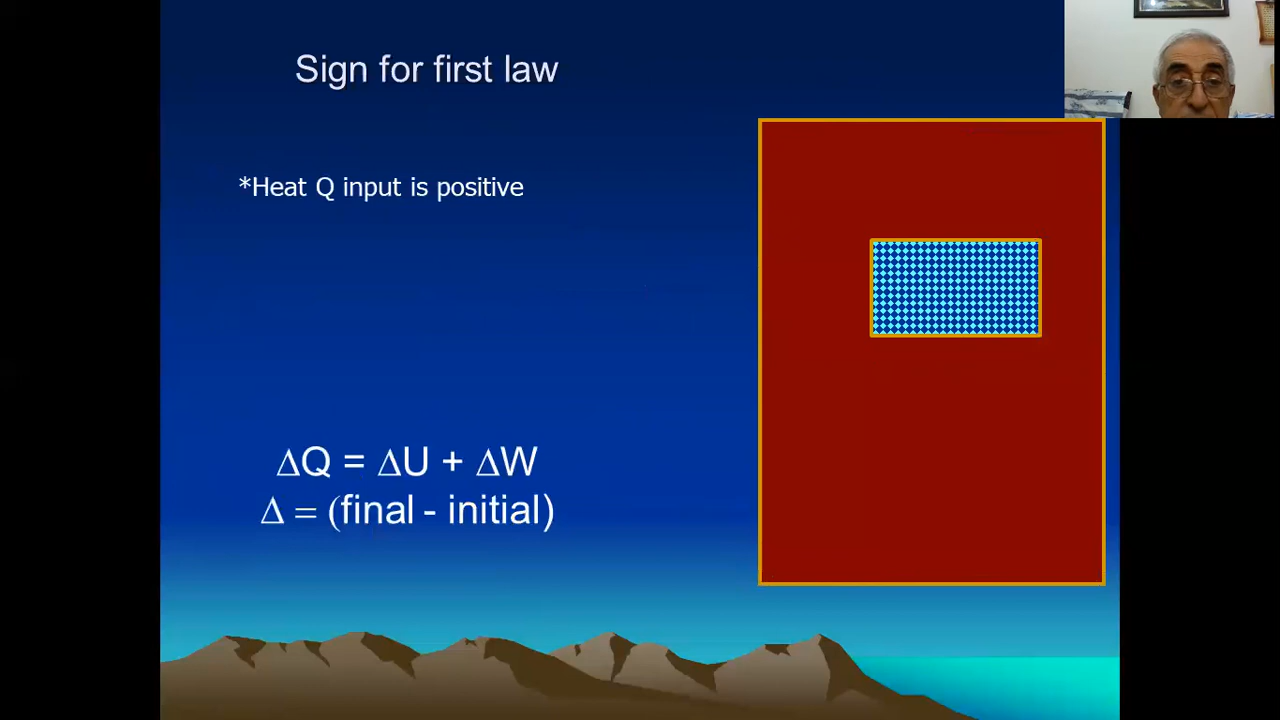 Sign for first law
*Heat Q input is positive
ΔQ = ΔU + ΔW
Δ = (final - initial)